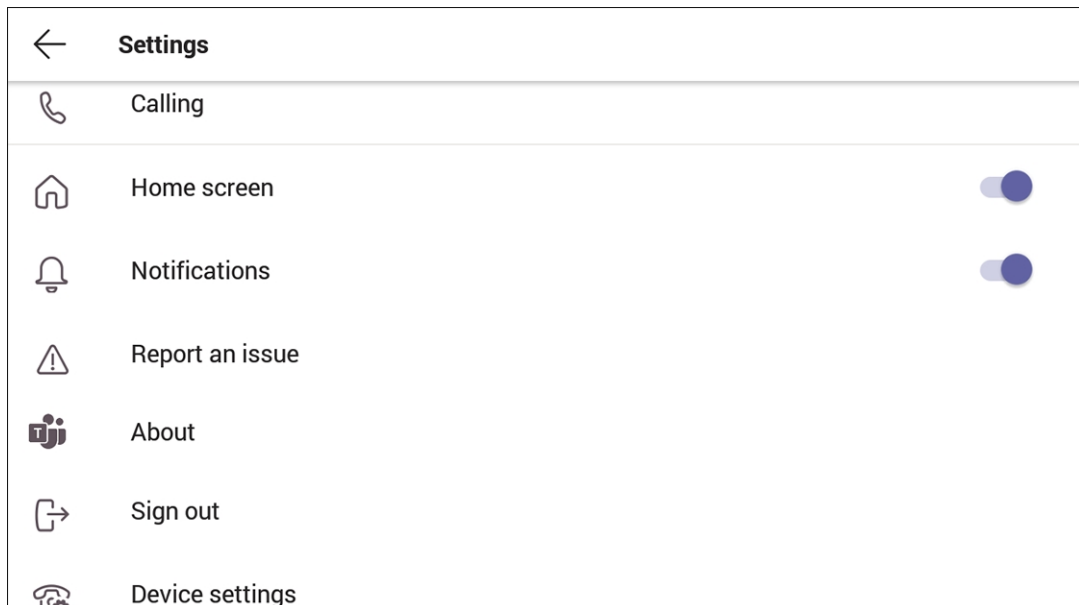 Settings
Calling
Home screen
Notifications
Report an issue
T
About
Sign out
Device settings